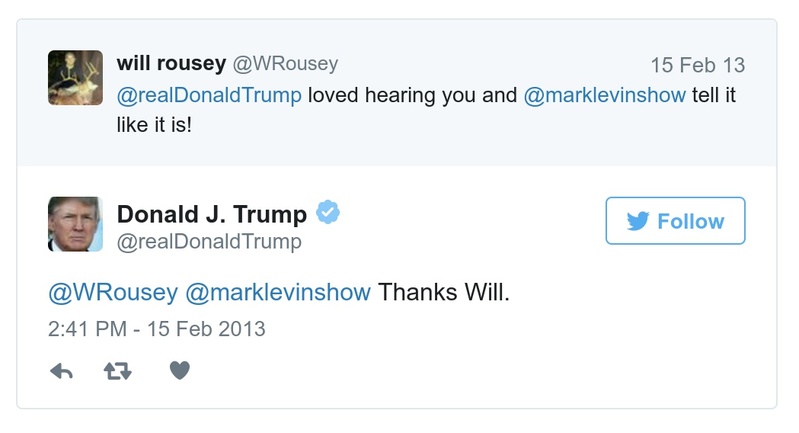 will rousey @WRousey 15 Feb 13
@realDonaldTrump loved hearing you and @marklevinshow tell it
like it is!
Donald J. Trump
Follow
@realDonaldTrump
@WRousey @marklevinshow Thanks Will.
2:41 PM - 15 Feb 2013